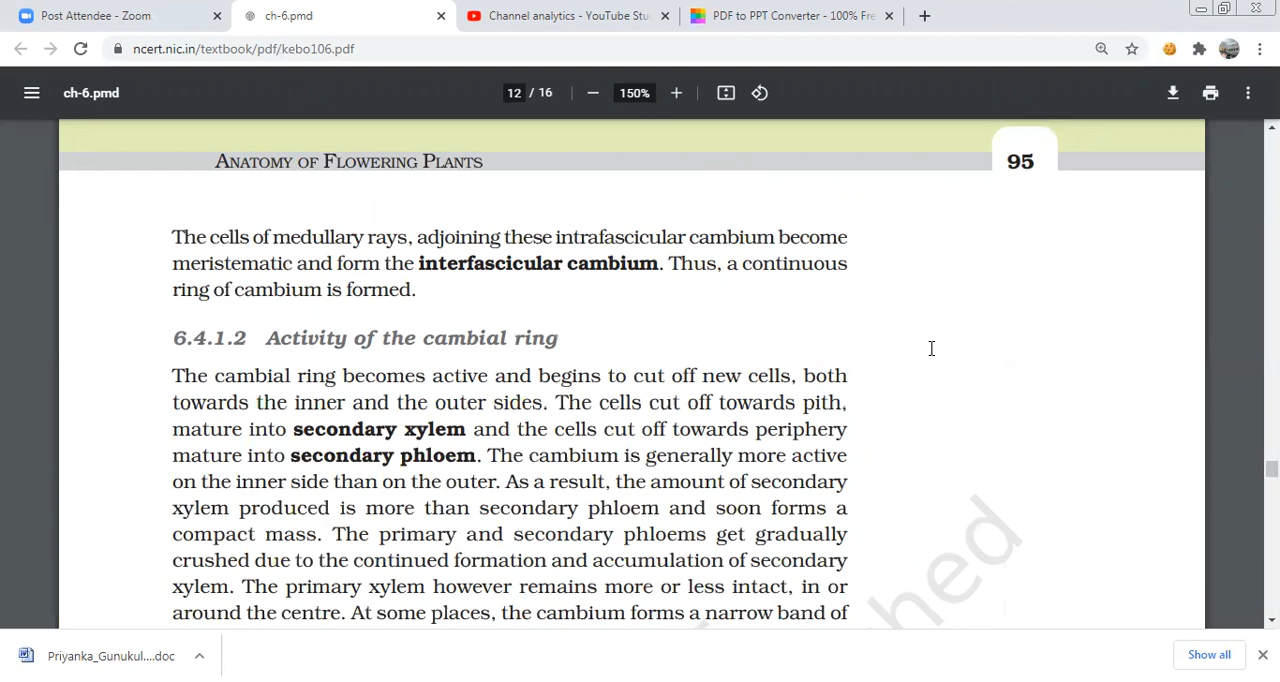 Post Attendee - Zoom
ch-6.pmd
Channel analytics - YouTube Stu
PDF to PPT Converter - 100% Fre
ncert.nic.in/textbook/pdf/kebo106.pdf
ch-6.pmd
12 / 16
150%
ANATOMY OF FLOWERING PLANTS
95
The cells of medullary rays, adjoining these intrafascicular cambium become
meristematic and form the interfascicular cambium. Thus, a continuous
ring of cambium is formed.
6.4.1.2 Activity of the cambial ring
The cambial ring becomes active and begins to cut off new cells, both
towards the inner and the outer sides. The cells cut off towards pith,
mature into secondary xylem and the cells cut off towards periphery
mature into secondary phloem. The cambium is generally more active
on the inner side than on the outer. As a result, the amount of secondary
xylem produced is more than secondary phloem and soon forms a
compact mass. The primary and secondary phloems get gradually
crushed due to the continued formation and accumulation of secondary
xylem. The primary xylem however remains more or less intact, in or
around the centre. At some places, the cambium forms a narrow band of
hed
Priyanka_Gunukul....doc
Show all